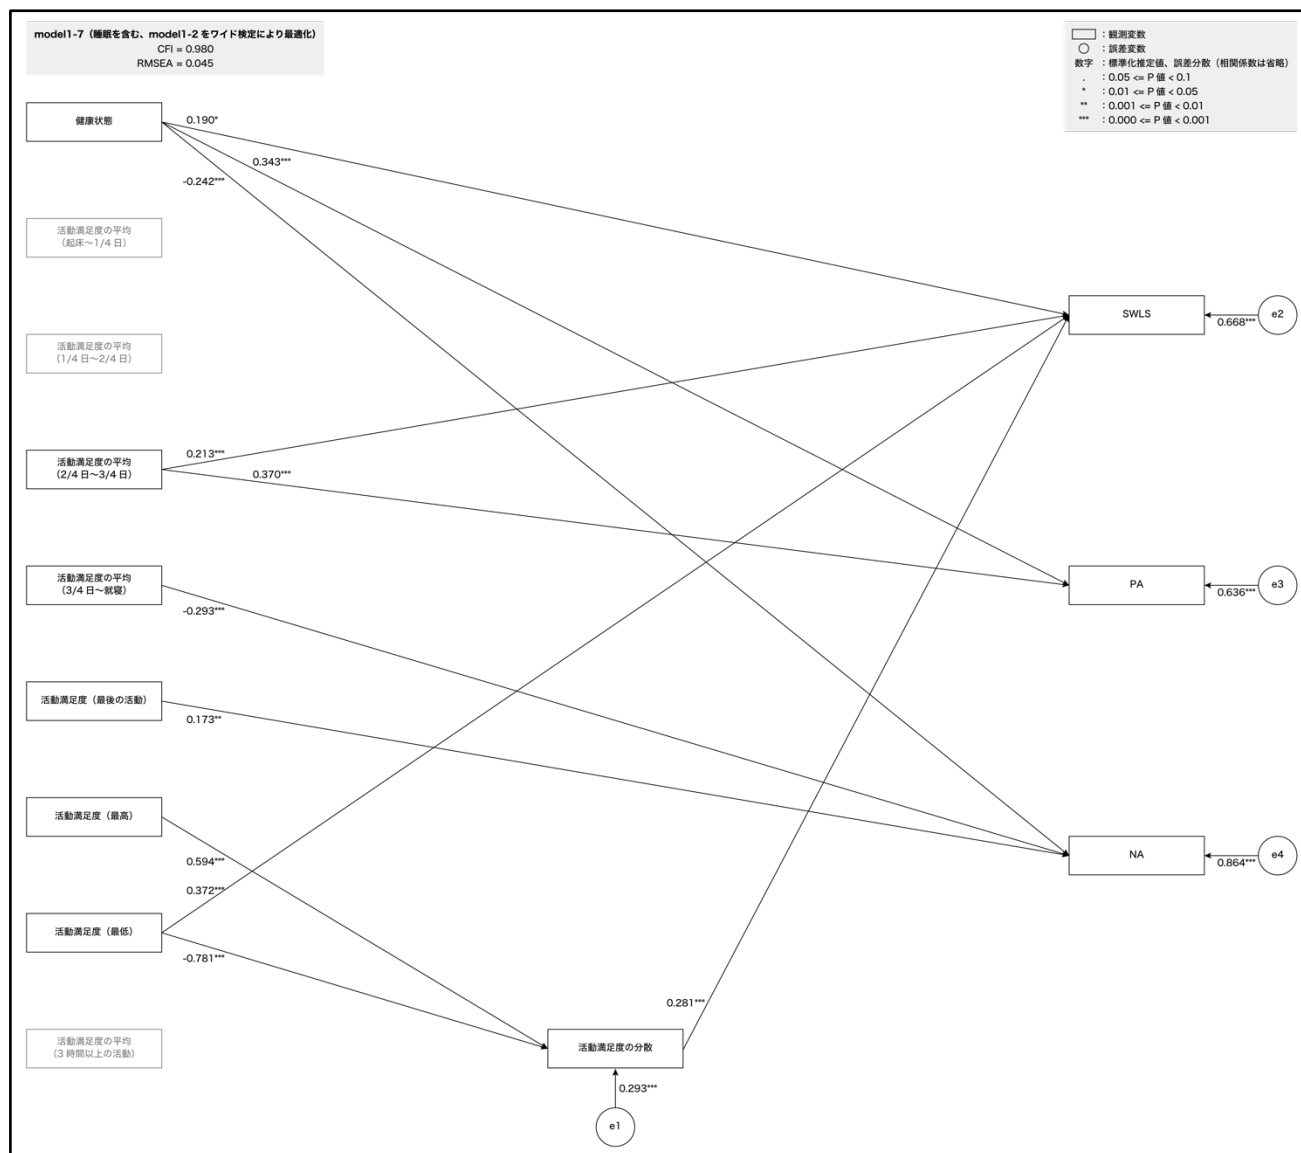 model1-7（睡眠を含む、model1-2 をワイド検定により最適化）
CFI = 0.980
RMSEA = 0.045
：観測変数
：誤差変数
数字 ：標準化推定値、誤差分散（相関係数は省略）
. ：0.05 <= P 値 < 0.1
* ：0.01 <= P 値 < 0.05
** ：0.001 <= P 値 < 0.01
*** ：0.000 <= P 値 < 0.001
健康状態
0.190*
0.343***
-0.242***
活動満足度の平均
（起床～1/4 日）
SWLS
e2
0.668***
活動満足度の平均
（1/4 日～2/4 日）
活動満足度の平均
（2/4 日～3/4 日）
0.213***
0.370***
活動満足度の平均
（3/4 日～就寝）
-0.293***
PA
e3
0.636***
活動満足度（最後の活動）
0.173**
活動満足度（最高）
0.594***
NA
e4
0.864***
0.372***
活動満足度（最低）
-0.781***
0.281***
活動満足度の平均
（3 時間以上の活動）
活動満足度の分散
0.293***
e1